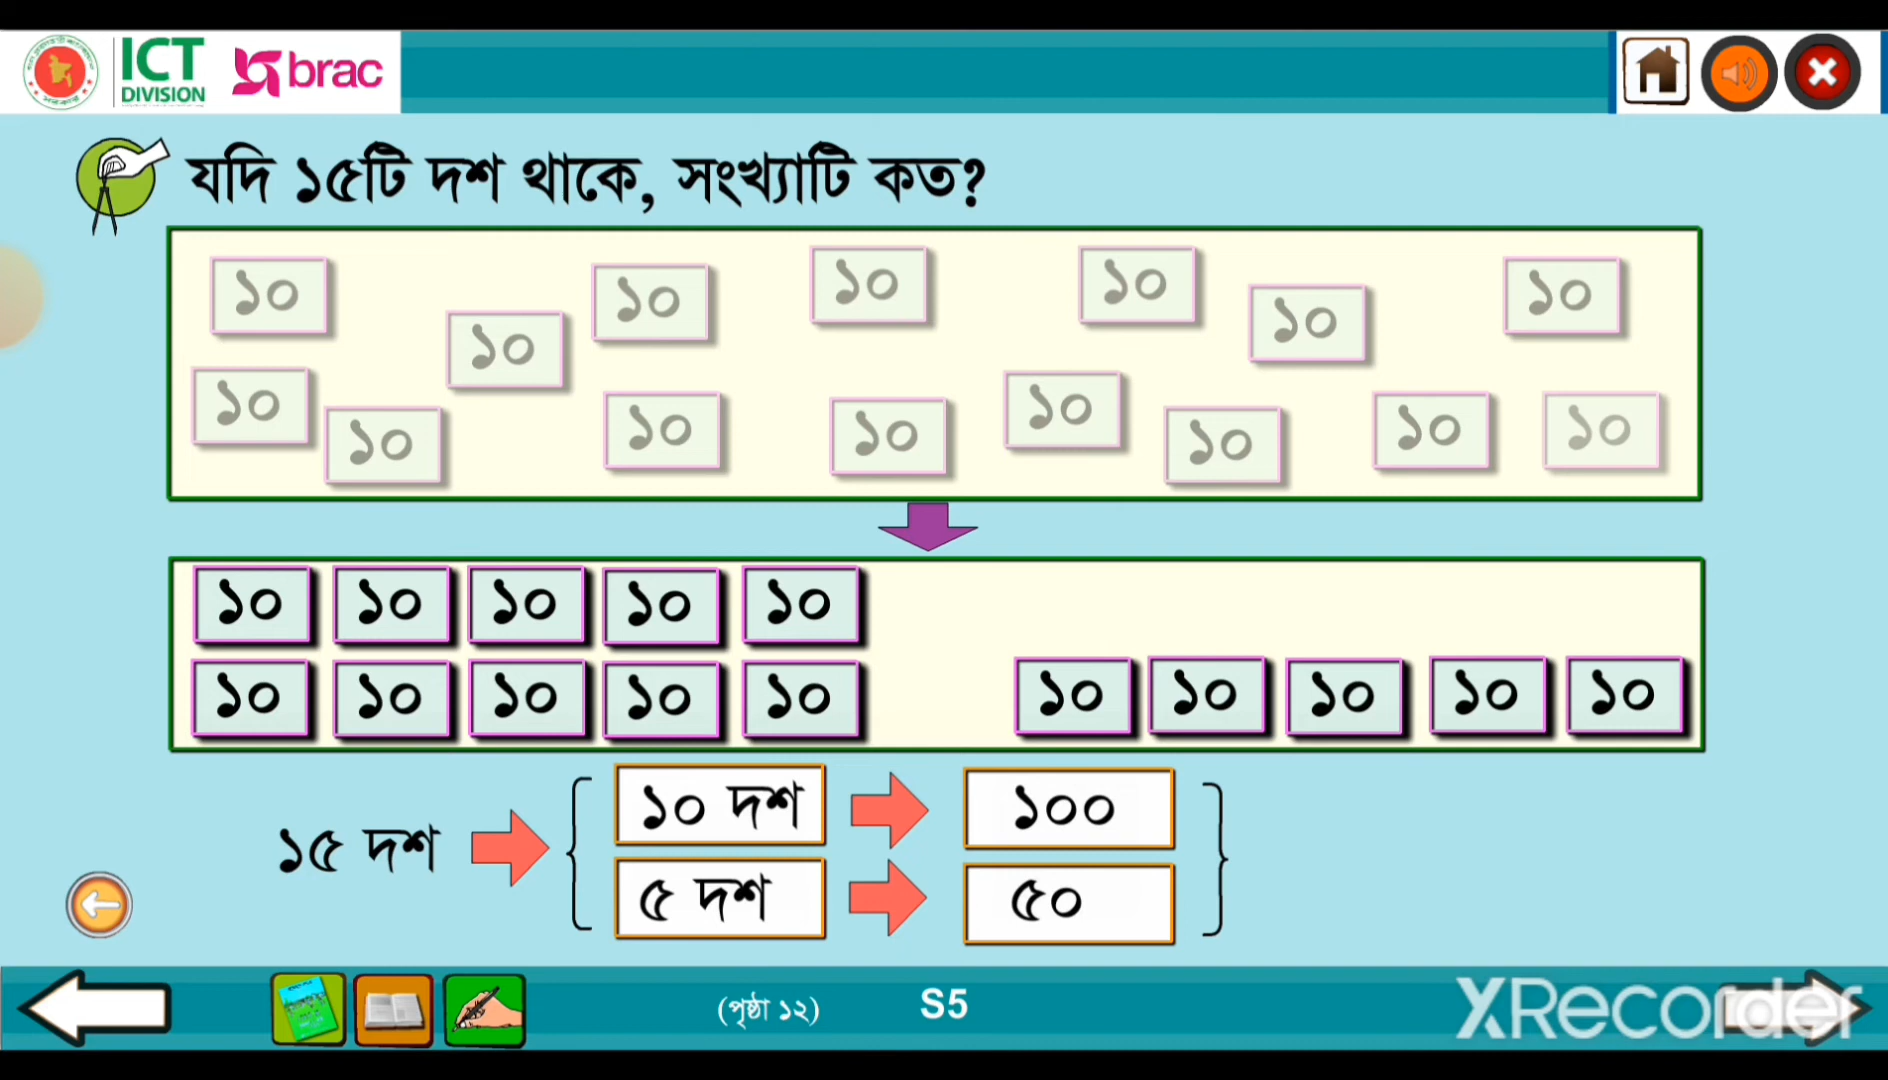 ICT
DIVISION
brac
যদি ১৫টি দশ থাকে, সংখ্যাটি কত?
১০ ১০ ১০ ১০ ১০ ১০ ১০
১০ ১০ ১০ ১০ ১০ ১০ ১০ ১০
১০ ১০ ১০ ১০ ১০
১০ ১০ ১০ ১০ ১০ ১০ ১০ ১০ ১০ ১০
১৫ দশ
১০ দশ ১০০
৫ দশ ৫০
(পৃষ্ঠা ১২) S5
XRecorder